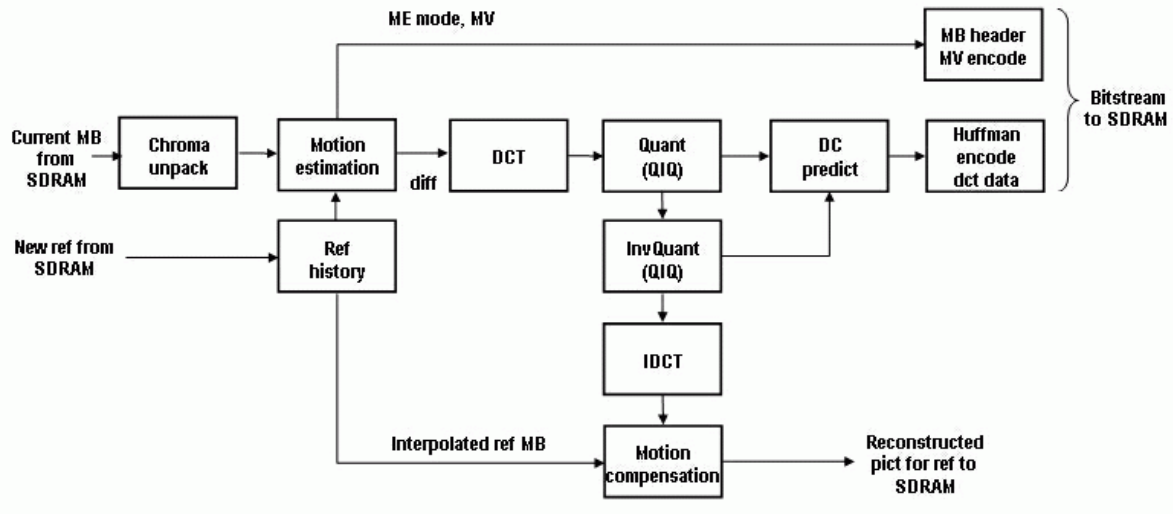 ME mode, MV
MB header
MV encode
Bitstream
to SDRAM
Current MB
from
SDRAM
Chroma
unpack
Motion
estimation
diff
DCT
Quant
(QIQ)
DC
predict
Huffman
encode
dct data
New ref from
SDRAM
Ref
history
Inv Quant
(QIQ)
IDCT
Interpolated ref MB
Motion
compensation
Reconstructed
pict for ref to
SDRAM